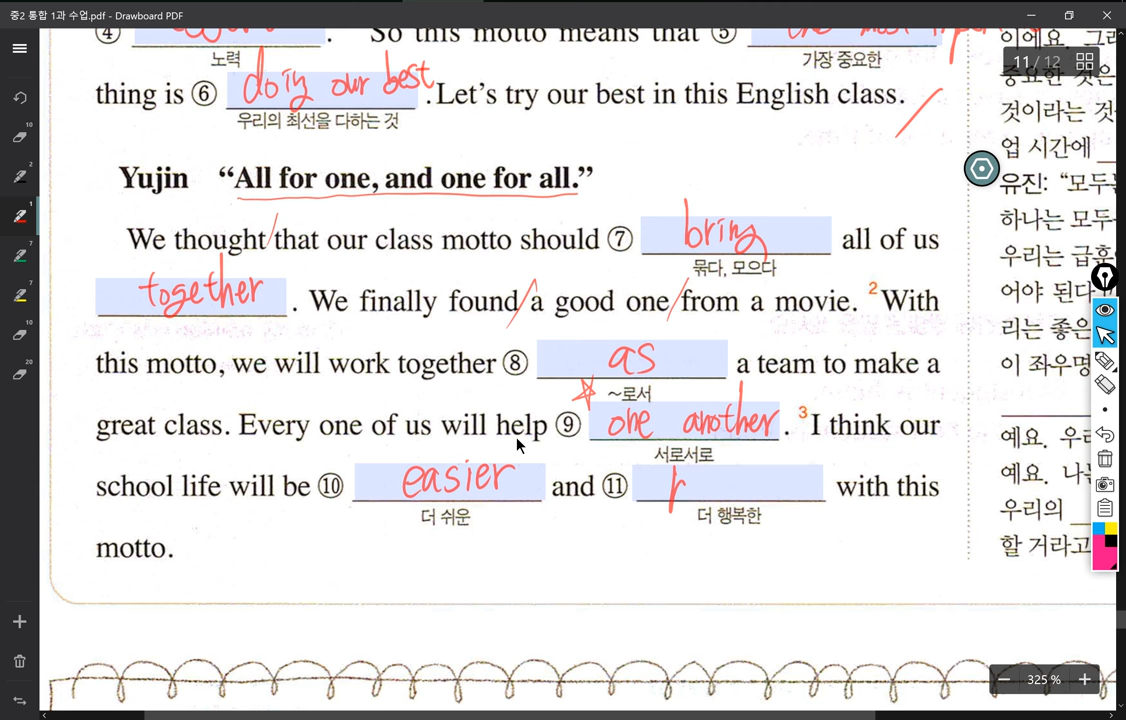 중2 통합 1과 수업.pdf - Drawboard PDF
11 / 12
④ . So this motto means that ⑤
노력 가장 중요한
thing is ⑥ doing our best . Let's try our best in this English class.
우리의 최선을 다하는 것
Yujin “All for one, and one for all.”
We thought that our class motto should ⑦ bring all of us
묶다, 모으다
together . We finally found a good one from a movie. 2With
this motto, we will work together ⑧ as a team to make a
~로서
great class. Every one of us will help ⑨ one another . 3I think our
서로서로
school life will be ⑩ easier and ⑪ with this
더 쉬운 더 행복한
motto.
이에요.
중요한
것이라는
업 시간에
유진: “모두
하나는 모두
우리는 급훈
어야 된다
리는 좋은
이 좌우명
예요. 우리
예요. 나는
우리의
할 거라고
325 %